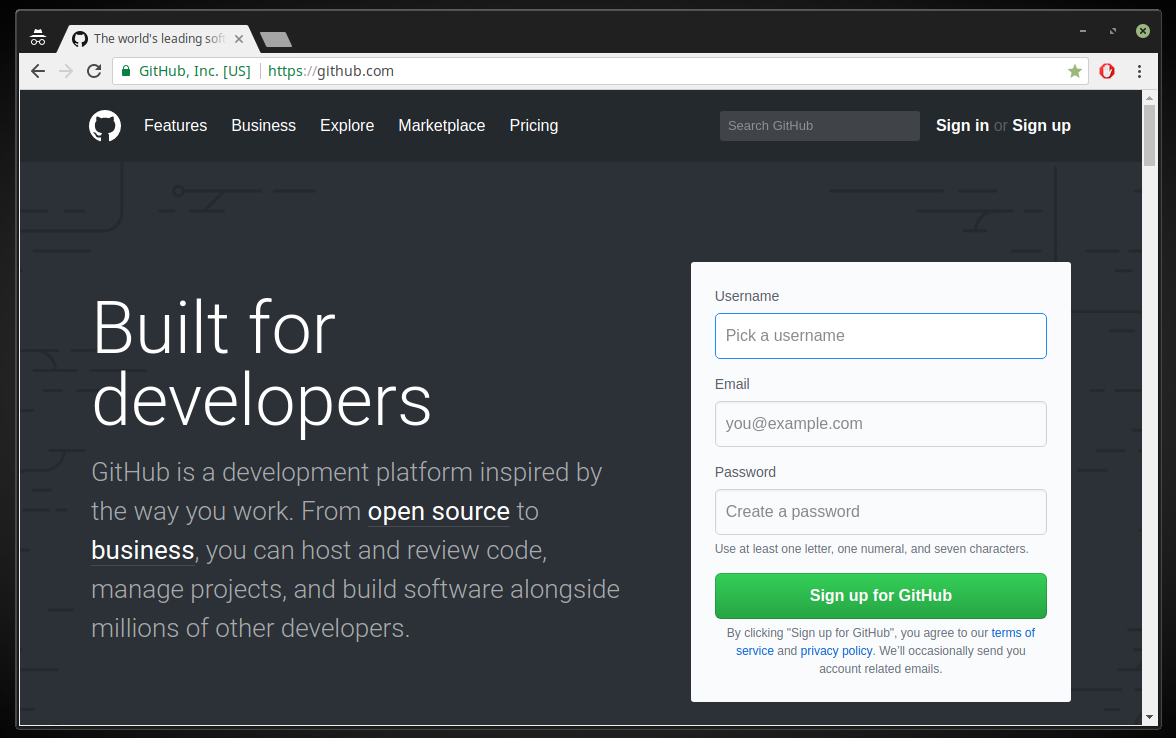 The world's leading soft
GitHub, Inc. [US] https://github.com
Features Business Explore Marketplace Pricing Search GitHub Sign in or Sign up
Built for
developers
GitHub is a development platform inspired by
the way you work. From open source to
business, you can host and review code,
manage projects, and build software alongside
millions of other developers.
Username
Pick a username
Email
you@example.com
Password
Create a password
Use at least one letter, one numeral, and seven characters.
Sign up for GitHub
By clicking "Sign up for GitHub", you agree to our terms of
service and privacy policy. We’ll occasionally send you
account related emails.